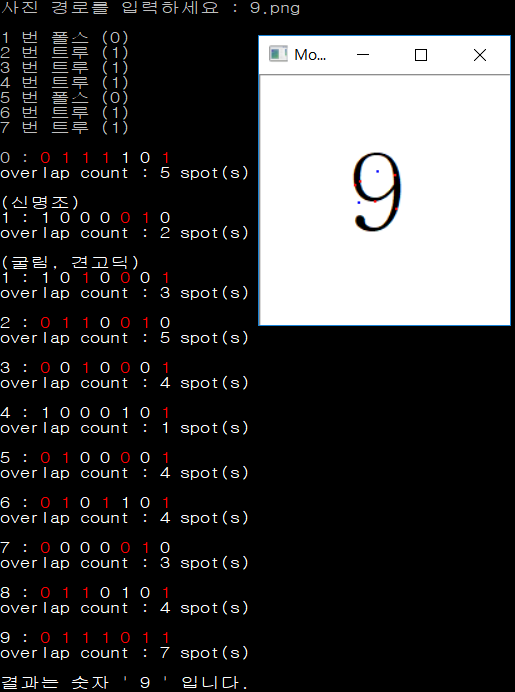 사진 경로를 입력하세요 : 9.png
1 번 폴스 (0)
2 번 트루 (1)
3 번 트루 (1)
4 번 트루 (1)
5 번 폴스 (0)
6 번 트루 (1)
7 번 트루 (1)
0 : 0 1 1 1 1 0 1
overlap count : 5 spot(s)
(신명조)
1 : 1 0 0 0 0 1 0
overlap count : 2 spot(s)
(굴림, 견고딕)
1 : 1 0 1 0 0 0 1
overlap count : 3 spot(s)
2 : 0 1 1 0 0 1 0
overlap count : 5 spot(s)
3 : 0 0 1 0 0 0 1
overlap count : 4 spot(s)
4 : 1 0 0 0 1 0 1
overlap count : 1 spot(s)
5 : 0 1 0 0 0 0 1
overlap count : 4 spot(s)
6 : 0 1 0 1 1 0 1
overlap count : 4 spot(s)
7 : 0 0 0 0 0 1 0
overlap count : 3 spot(s)
8 : 0 1 1 0 1 0 1
overlap count : 4 spot(s)
9 : 0 1 1 1 0 1 1
overlap count : 7 spot(s)
결과는 숫자 ' 9 ' 입니다.
Mo...
9